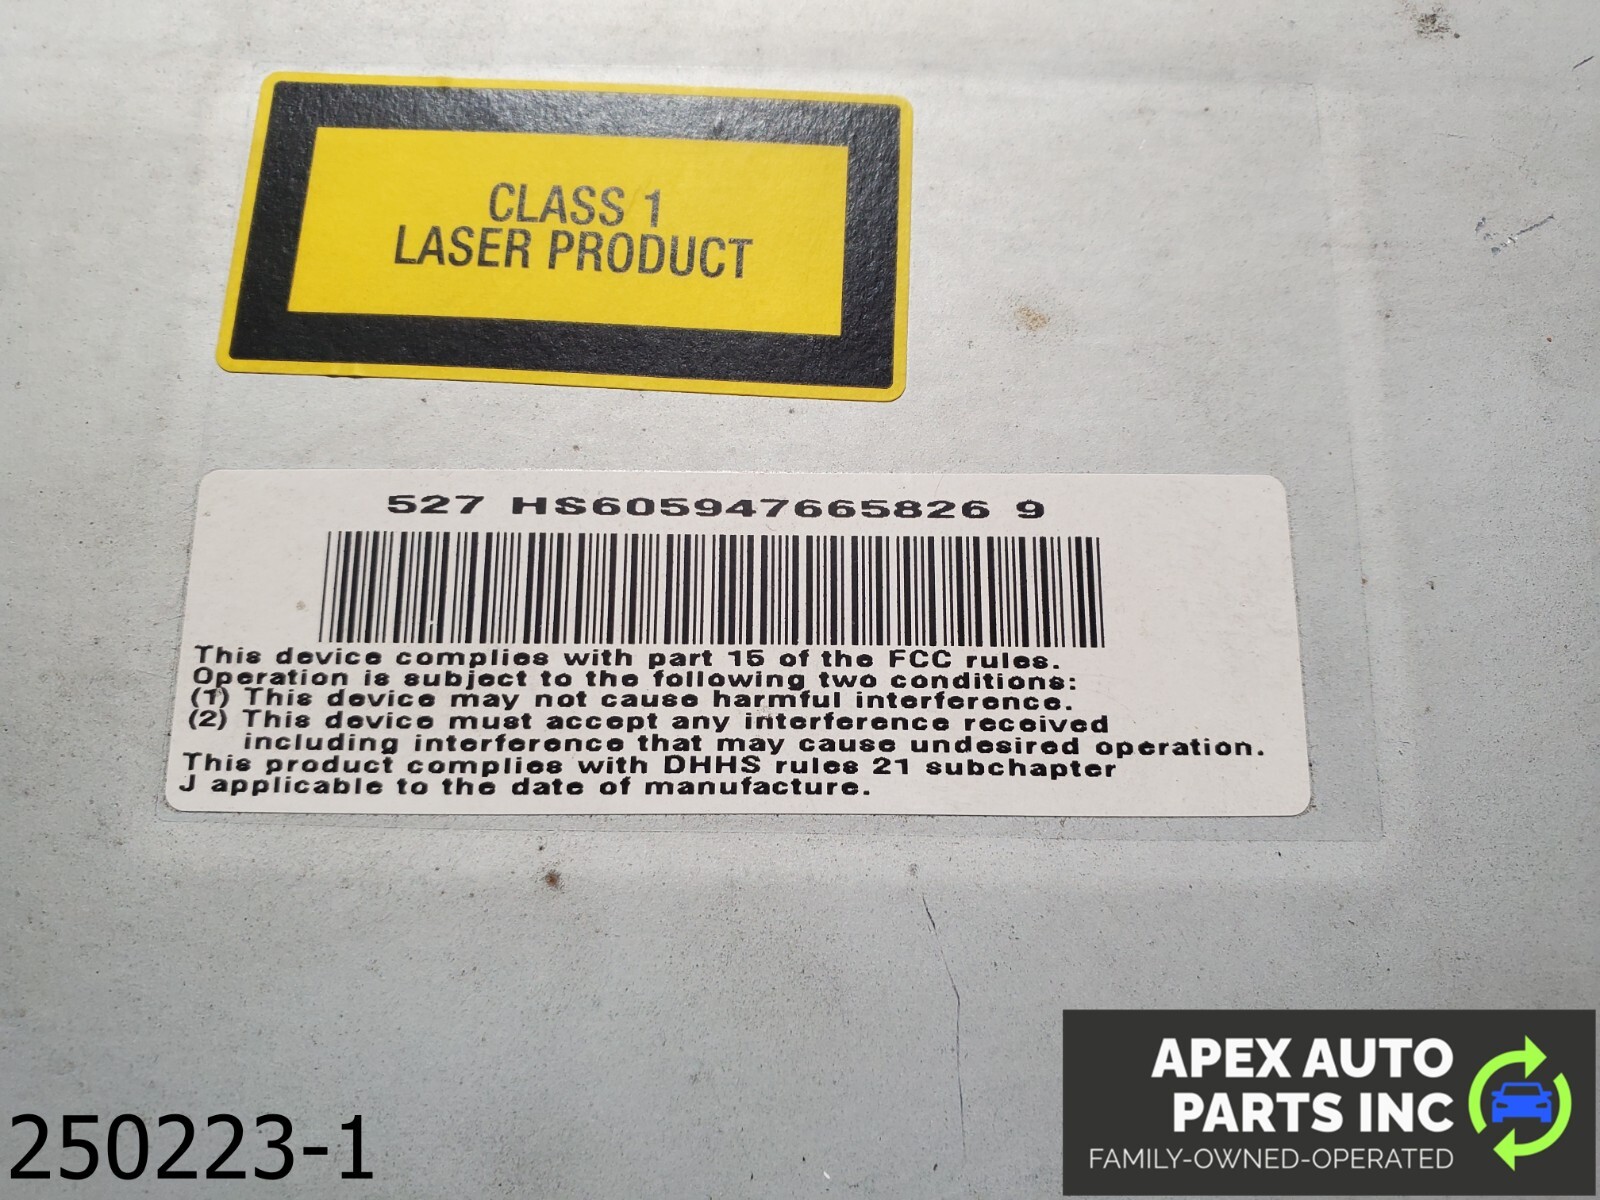 CLASS 1
LASER PRODUCT
527 HS605947665826 9
This device complies with part 15 of the FCC rules.
Operation is subject to the following two conditions:
(1) This device may not cause harmful interference.
(2) This device must accept any interference received
including interference that may cause undesired operation.
This product complies with DHHS rules 21 subchapter
J applicable to the date of manufacture.
250223-1
APEX AUTO
PARTS INC
FAMILY-OWNED-OPERATED